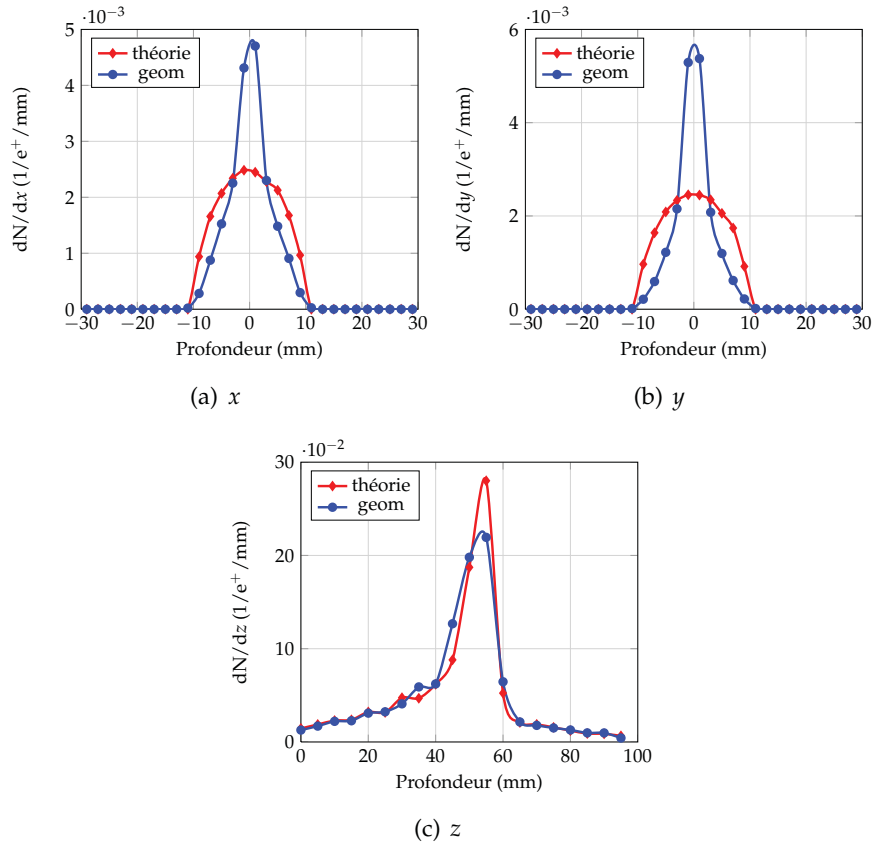 ·10−3
5
4
3
2
1
0
dN/dx (1/e+/mm)
théorie
geom
−30 −20 −10 0 10 20 30
Profondeur (mm)
(a) x
·10−3
6
4
2
0
dN/dy (1/e+/mm)
théorie
geom
−30 −20 −10 0 10 20 30
Profondeur (mm)
(b) y
·10−2
30
20
10
0
dN/dz (1/e+/mm)
théorie
geom
0 20 40 60 80 100
Profondeur (mm)
(c) z